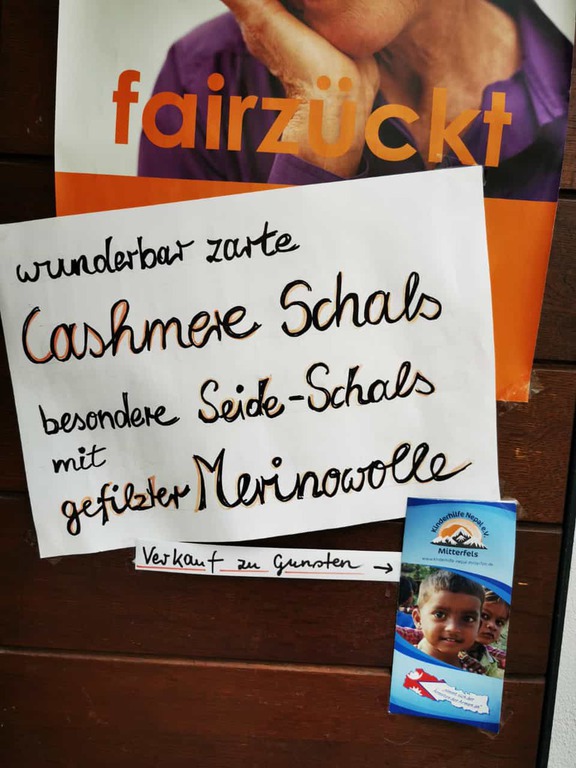 fairzückt
wunderbar zarte
Cashmere Schals
besondere Seide-Schals
mit
gefilzter Merinowolle
Verkauf zu Gunsten →
Kinderhilfe Nepal e.V.
Mitterfels